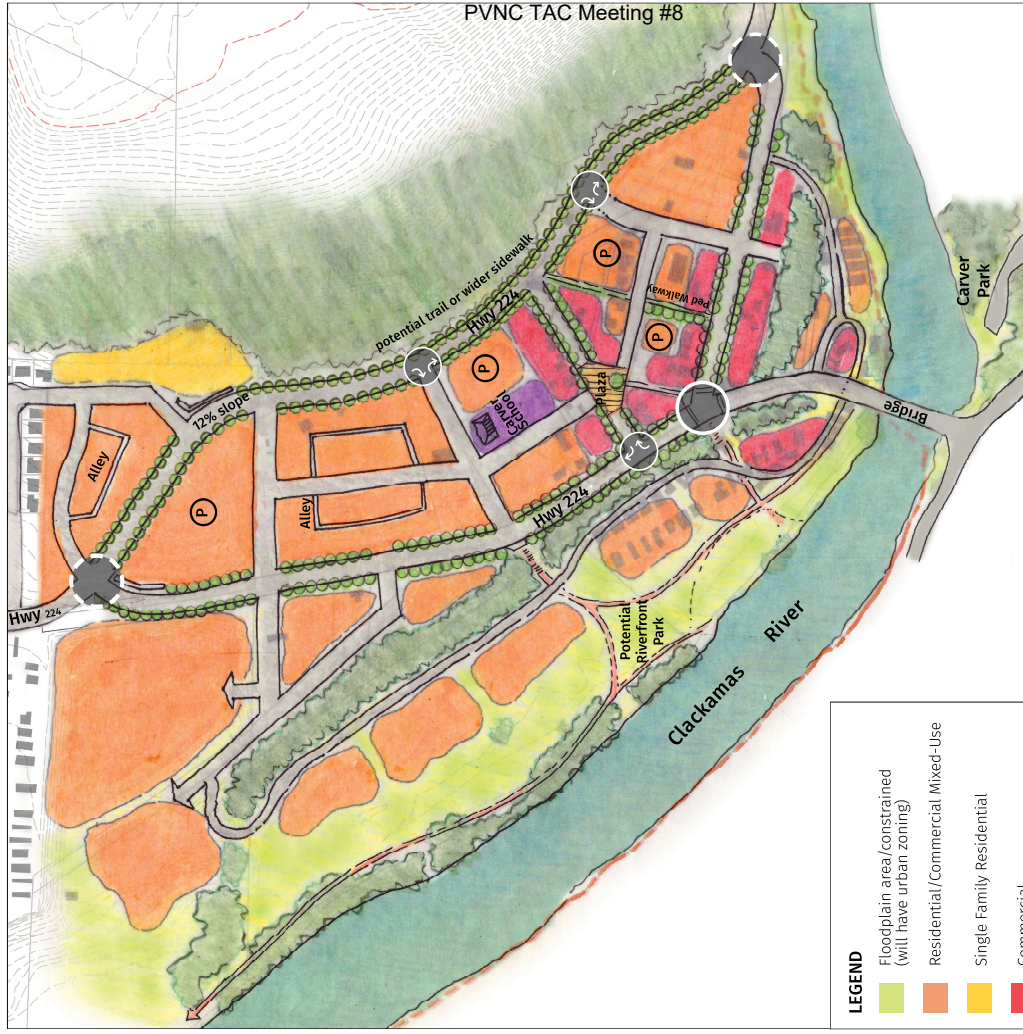 PVNC TAC Meeting #8
potential trail or wider sidewalk
Hwy 224
12% slope
Alley
P
Alley
Hwy 224
P
Carver
School
P
P
Ped Walkway
Plaza
Hwy 224
Bridge
Carver
Park
Potential
Riverfront
Park
Clackamas River
LEGEND
Floodplain area/constrained
(will have urban zoning)
Residential/Commercial Mixed-Use
Single Family Residential
Commercial